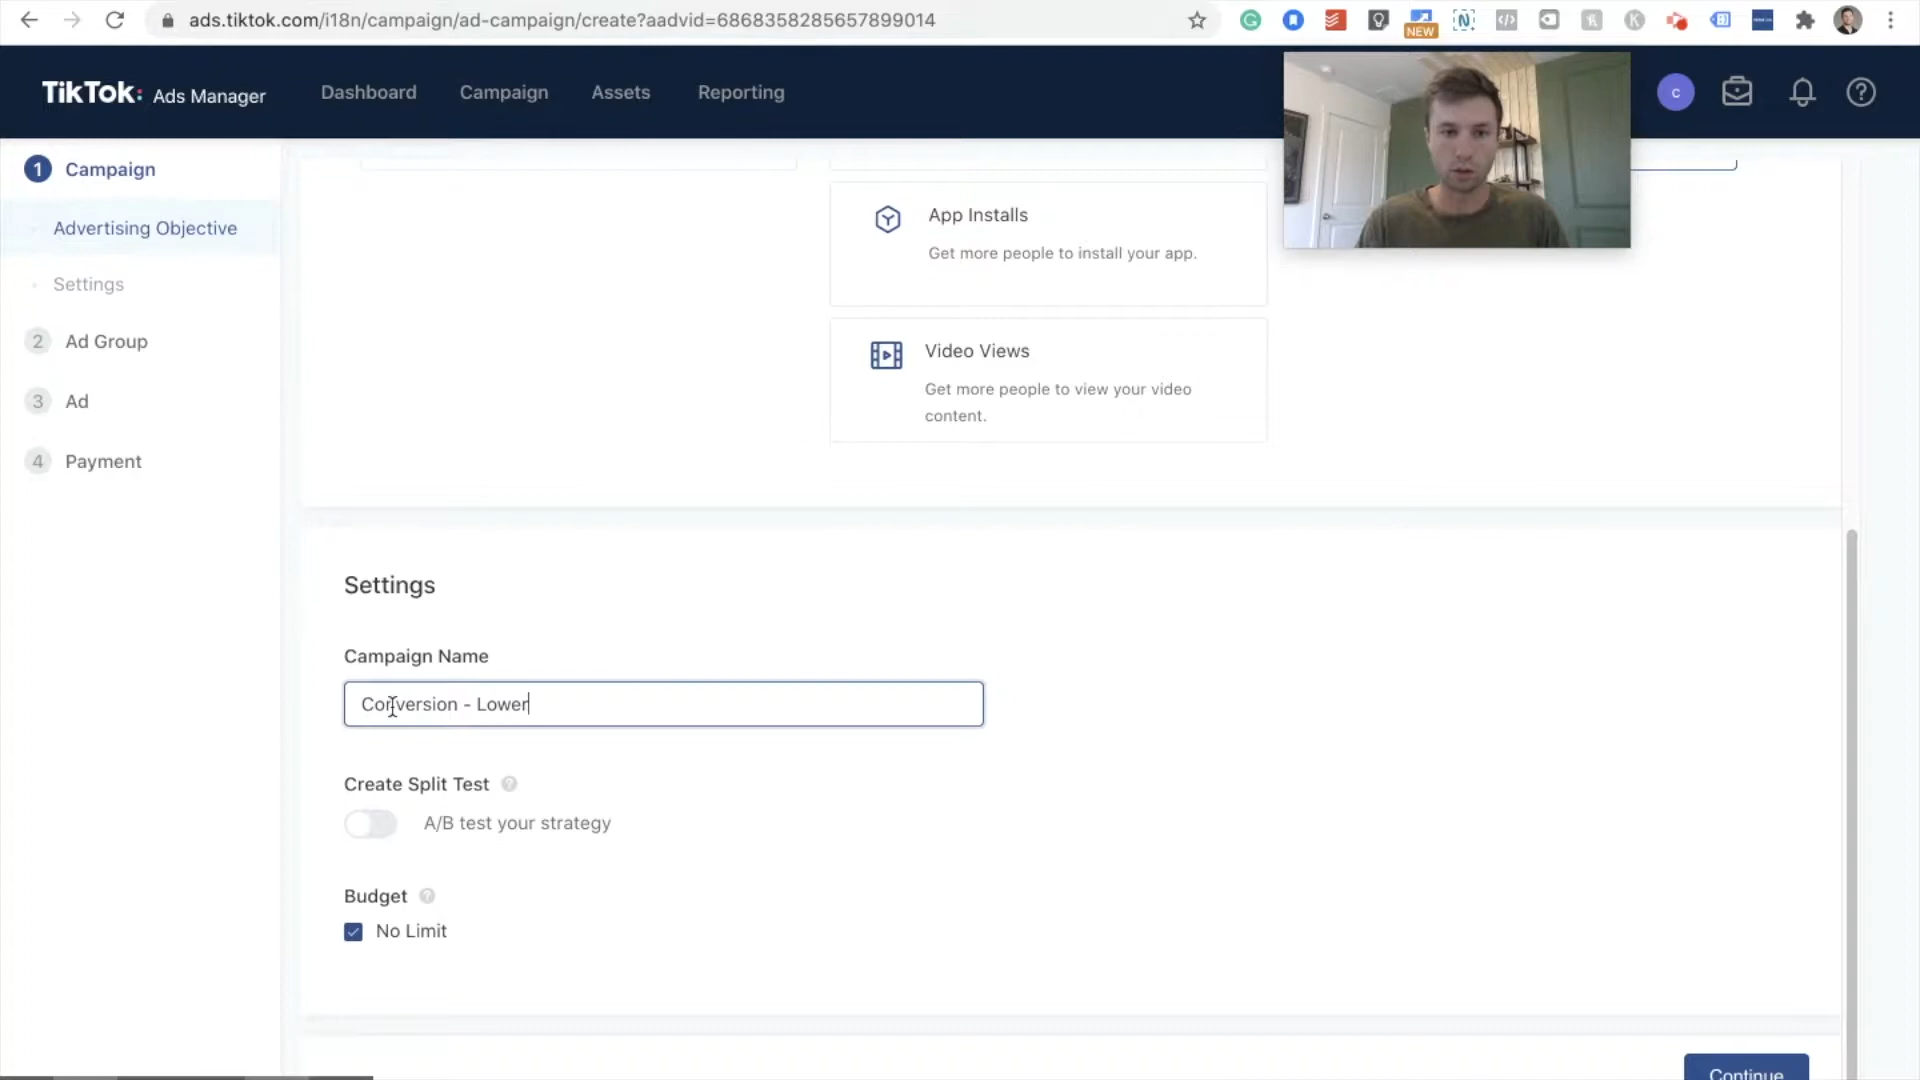 ads.tiktok.com/i18n/campaign/ad-campaign/create?aadvid=6868358285657899014
NEW
TikTok: Ads Manager
Dashboard
Campaign
Assets
Reporting
c
1 Campaign
Advertising Objective
Settings
2 Ad Group
3 Ad
4 Payment
App Installs
Get more people to install your app.
Video Views
Get more people to view your video
content.
Settings
Campaign Name
Conversion - Lower
Create Split Test
A/B test your strategy
Budget
No Limit
Continue